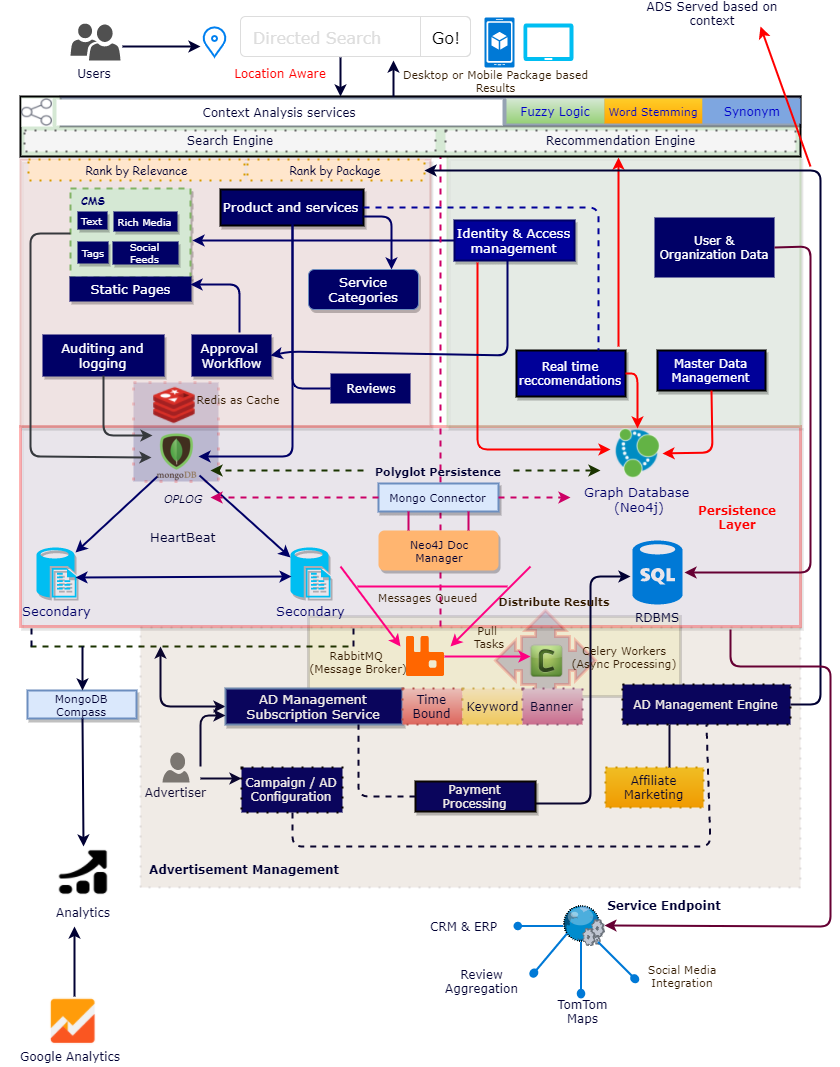 ADS Served based on
context
Directed Search
Go!
Users
Location Aware
Desktop or Mobile Package based
Results
Context Analysis services
Fuzzy Logic
Word Stemming
Synonym
Search Engine
Recommendation Engine
Rank by Relevance
Rank by Package
CMS
Text
Rich Media
Tags
Social
Feeds
Product and services
Identity & Access
management
User &
Organization Data
Static Pages
Service
Categories
Auditing and
logging
Approval
Workflow
Real time
reccomendations
Master Data
Management
Reviews
Redis as Cache
mongoDB
Polyglot Persistence
OPLOG
Mongo Connector
Graph Database
(Neo4j)
Persistence
Layer
HeartBeat
Neo4J Doc
Manager
SQL
Secondary
Secondary
Messages Queued
Distribute Results
RDBMS
Pull
Tasks
RabbitMQ
(Message Broker)
C
Celery Workers
(Async Processing)
MongoDB
Compass
AD Management
Subscription Service
Time
Bound
Keyword
Banner
AD Management Engine
Advertiser
Campaign / AD
Configuration
Payment
Processing
Affiliate
Marketing
Advertisement Management
Analytics
Service Endpoint
CRM & ERP
Review
Aggregation
Social Media
Integration
TomTom
Maps
Google Analytics